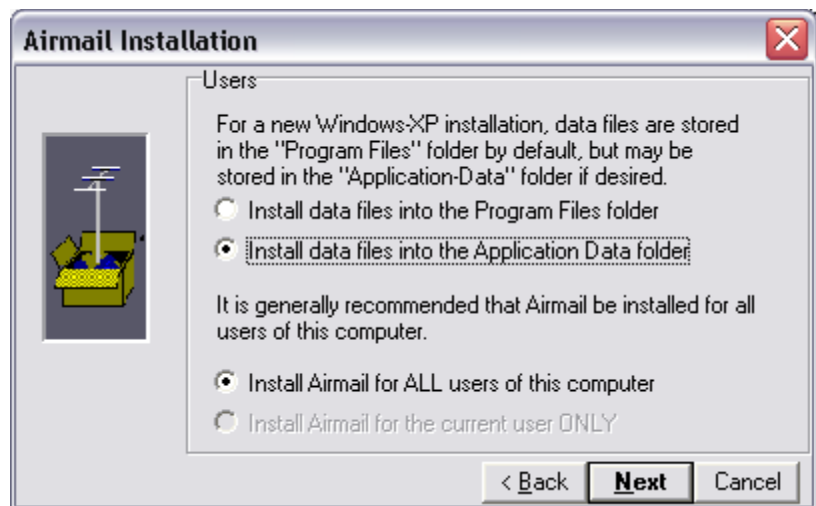 Airmail Installation
Users
For a new Windows-XP installation, data files are stored
in the "Program Files" folder by default, but may be
stored in the "Application-Data" folder if desired.
Install data files into the Program Files folder
Install data files into the Application Data folder
It is generally recommended that Airmail be installed for all
users of this computer.
Install Airmail for ALL users of this computer
Install Airmail for the current user ONLY
< Back Next Cancel